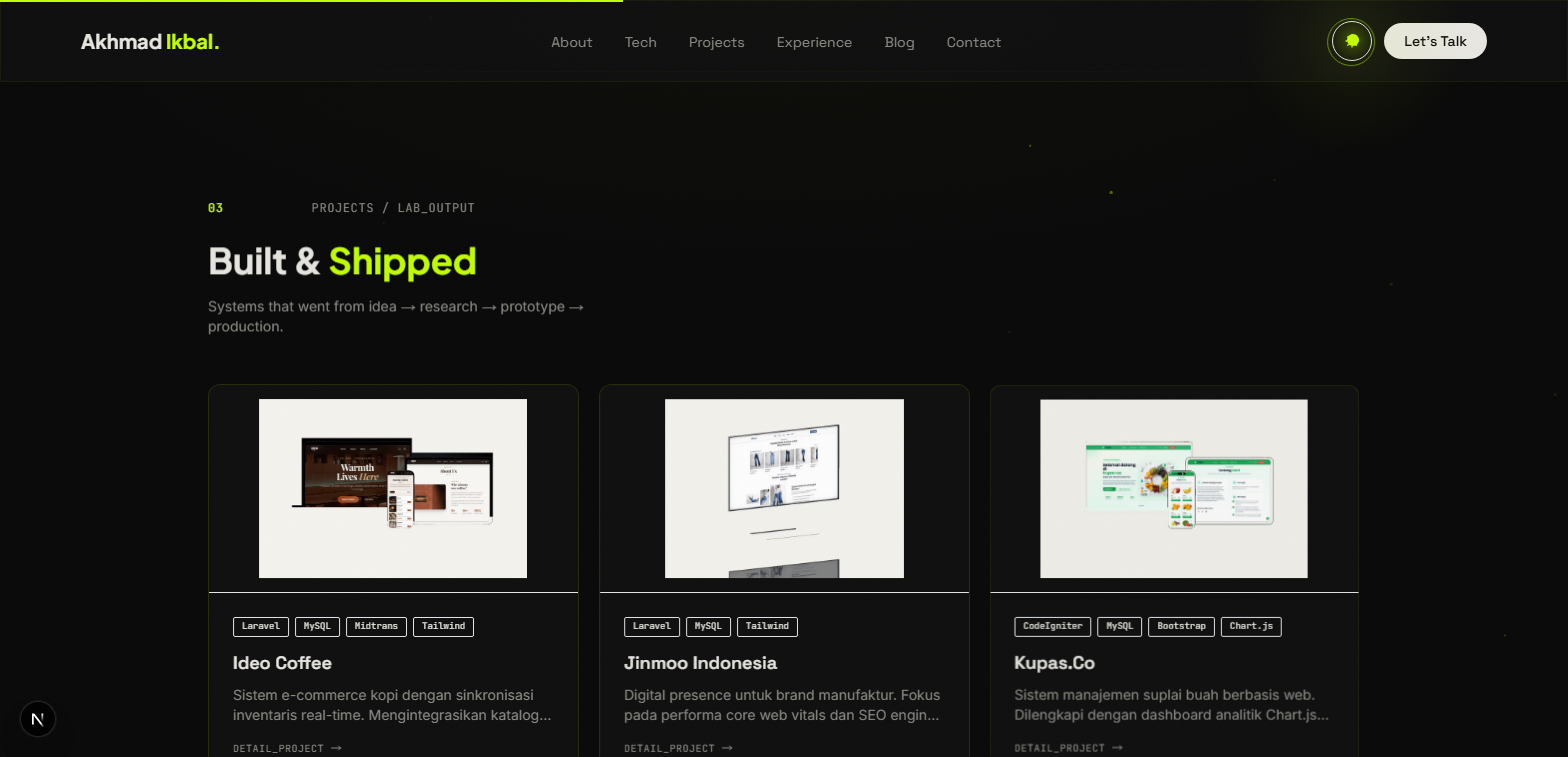 Akhmad Ikbal.
About Tech Projects Experience Blog Contact
Let's Talk
03 PROJECTS / LAB_OUTPUT
Built & Shipped
Systems that went from idea → research → prototype →
production.
Warmth
Lives Here
Laravel MySQL Midtrans Tailwind
Ideo Coffee
Sistem e-commerce kopi dengan sinkronisasi
inventaris real-time. Mengintegrasikan katalog...
DETAIL_PROJECT →
Laravel MySQL Tailwind
Jinmoo Indonesia
Digital presence untuk brand manufaktur. Fokus
pada performa core web vitals dan SEO engin...
DETAIL_PROJECT →
CodeIgniter MySQL Bootstrap Chart.js
Kupas.Co
Sistem manajemen suplai buah berbasis web.
Dilengkapi dengan dashboard analitik Chart.js...
DETAIL_PROJECT →
N